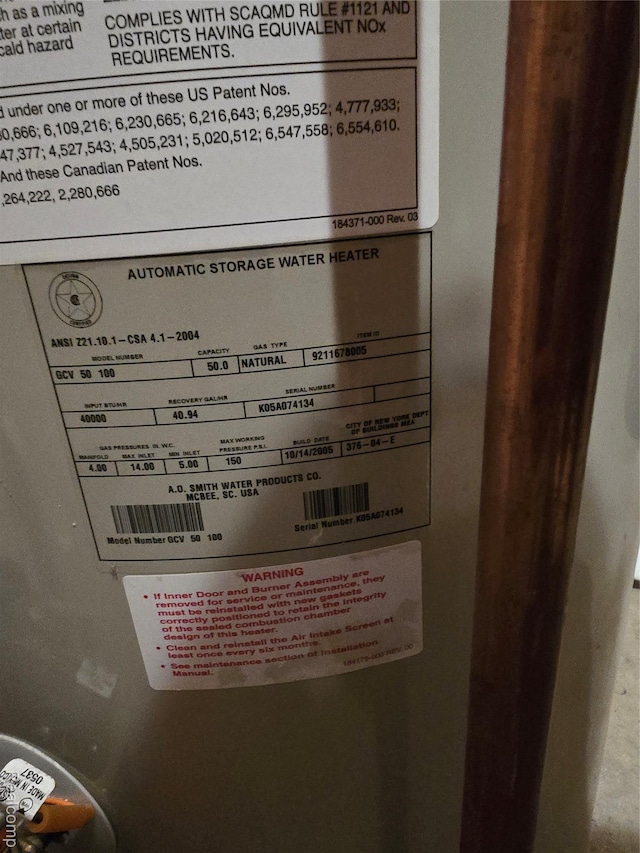 h as a mixing
ter at certain
cald hazard
COMPLIES WITH SCAQMD RULE #1121 AND
DISTRICTS HAVING EQUIVALENT NOx
REQUIREMENTS.
under one or more of these US Patent Nos.
0,666; 6,109,216; 6,230,665; 6,216,643; 6,295,952; 4,777,933;
47,377; 4,527,543; 4,505,231; 5,020,512; 6,547,558; 6,554,610.
And these Canadian Patent Nos.
,264,222, 2,280,666
184371-000 Rev. 03
AUTOMATIC STORAGE WATER HEATER
ANSI Z21.10.1-CSA 4.1-2004
MODEL NUMBER CAPACITY GAS TYPE ITEM ID
GCV 50 100 50.0 NATURAL 9211678005
INPUT BTU/HR RECOVERY GAL/HR SERIAL NUMBER
40000 40.94 K05A074134
GAS PRESSURES IN. W.C. MAX WORKING PRESSURE P.S.I. BUILD DATE CITY OF NEW YORK DEPT OF BUILDINGS MEA
MANIFOLD MAX INLET MIN INLET
4.00 14.00 5.00 150 10/14/2005 376-04-E
A.O. SMITH WATER PRODUCTS CO.
MCBEE, SC. USA
Model Number GCV 50 100
Serial Number K05A074134
WARNING
• If Inner Door and Burner Assembly are
removed for service or maintenance, they
must be reinstalled with new gaskets
correctly positioned to retain the integrity
of the sealed combustion chamber
design of this heater.
• Clean and reinstall the Air Intake Screen at
least once every six months.
• See maintenance section of Installation
Manual.
184175-000 REV. 00
MADE IN MEXICO
0537
alcomp